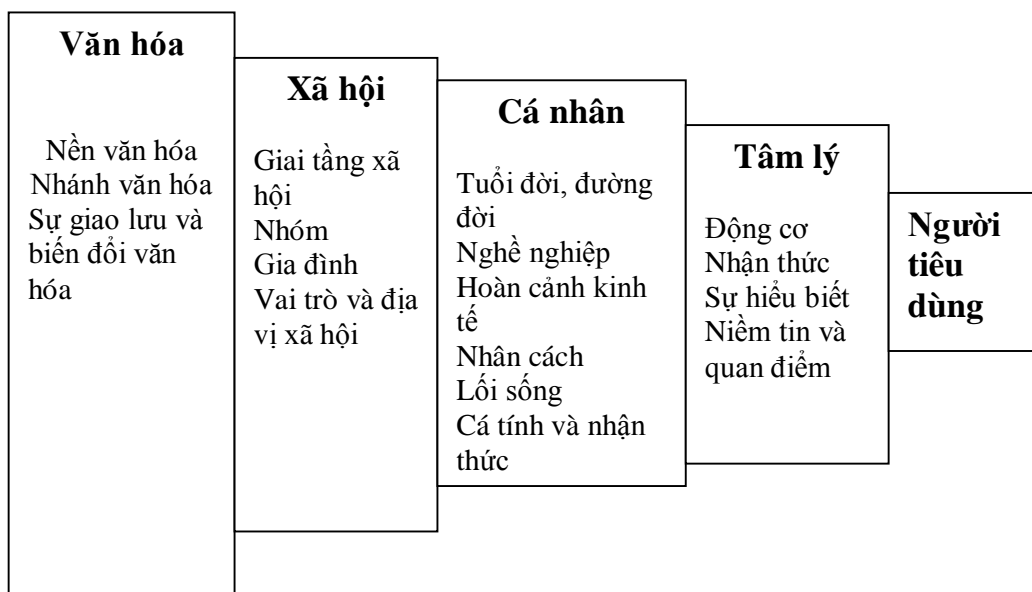 Văn hóa
Nền văn hóa
Nhánh văn hóa
Sự giao lưu và
biến đổi văn
hóa
Xã hội
Giai tầng xã
hội
Nhóm
Gia đình
Vai trò và địa
vị xã hội
Cá nhân
Tuổi đời, đường
đời
Nghề nghiệp
Hoàn cảnh kinh
tế
Nhân cách
Lối sống
Cá tính và nhận
thức
Tâm lý
Động cơ
Nhận thức
Sự hiểu biết
Niềm tin và
quan điểm
Người
tiêu
dùng